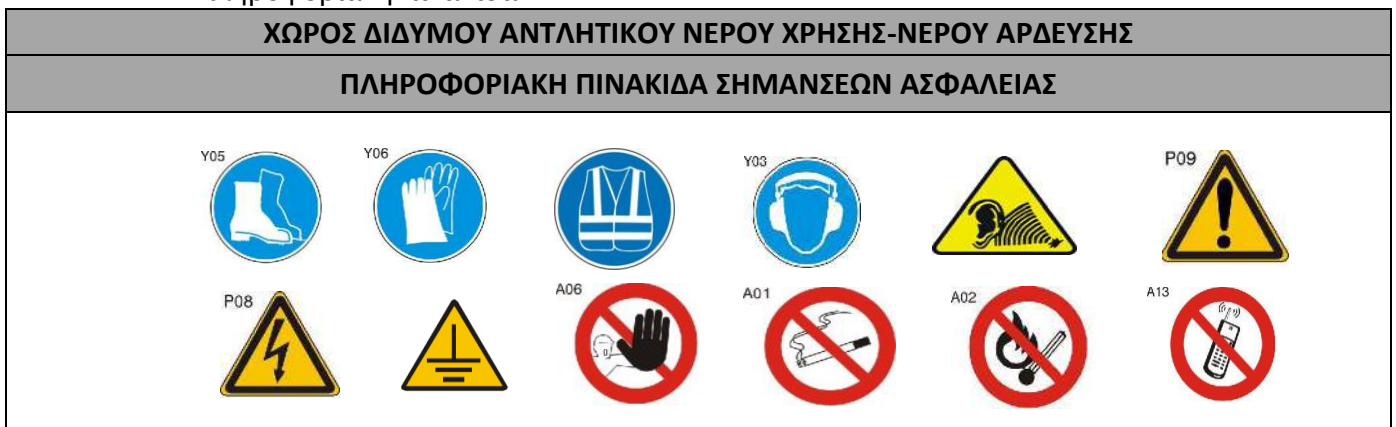 ΧΩΡΟΣ ΔΙΔΥΜΟΥ ΑΝΤΛΗΤΙΚΟΥ ΝΕΡΟΥ ΧΡΗΣΗΣ-ΝΕΡΟΥ ΑΡΔΕΥΣΗΣ
ΠΛΗΡΟΦΟΡΙΑΚΗ ΠΙΝΑΚΙΔΑ ΣΗΜΑΝΣΕΩΝ ΑΣΦΑΛΕΙΑΣ
Y05 Y06 Y03 P09
P08 A06 A01 A02 A13